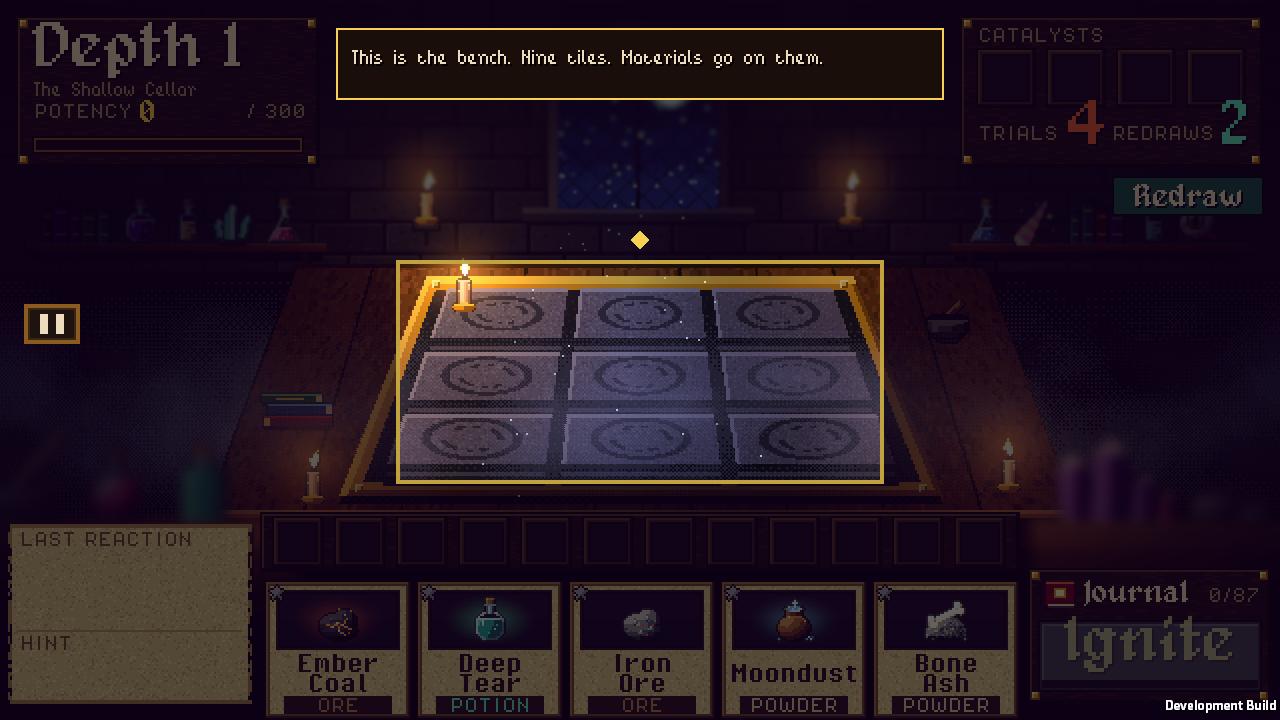 Depth 1
The Shallow Cellar
POTENCY 0 / 300
This is the bench. Nine tiles. Materials go on them.
CATALYSTS
TRIALS 4 REDRAWS 2
Redraw
LAST REACTION
HINT
Ember Coal
ORE
Deep Tear
POTION
Iron Ore
ORE
Moondust
POWDER
Bone Ash
POWDER
Journal 0/87
Ignite
Development Build